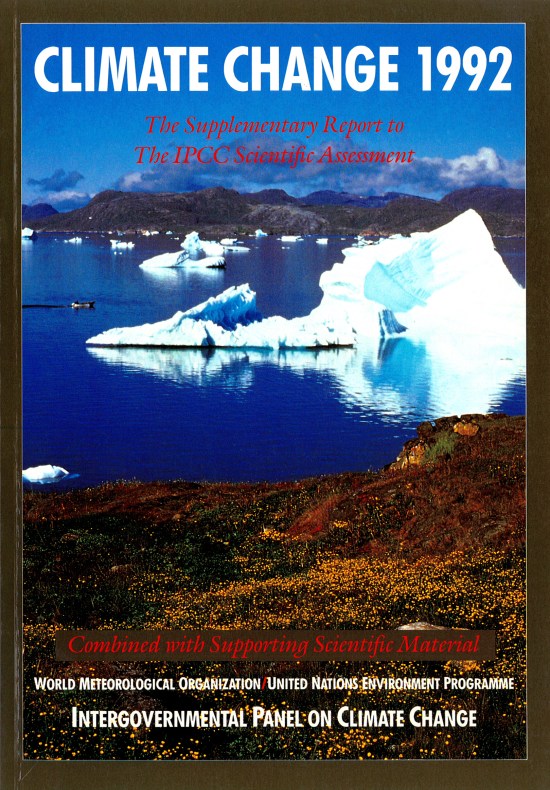 CLIMATE CHANGE 1992
The Supplementary Report to
The IPCC Scientific Assessment
Combined with Supporting Scientific Material
WORLD METEOROLOGICAL ORGANIZATION/UNITED NATIONS ENVIRONMENT PROGRAMME
INTERGOVERNMENTAL PANEL ON CLIMATE CHANGE